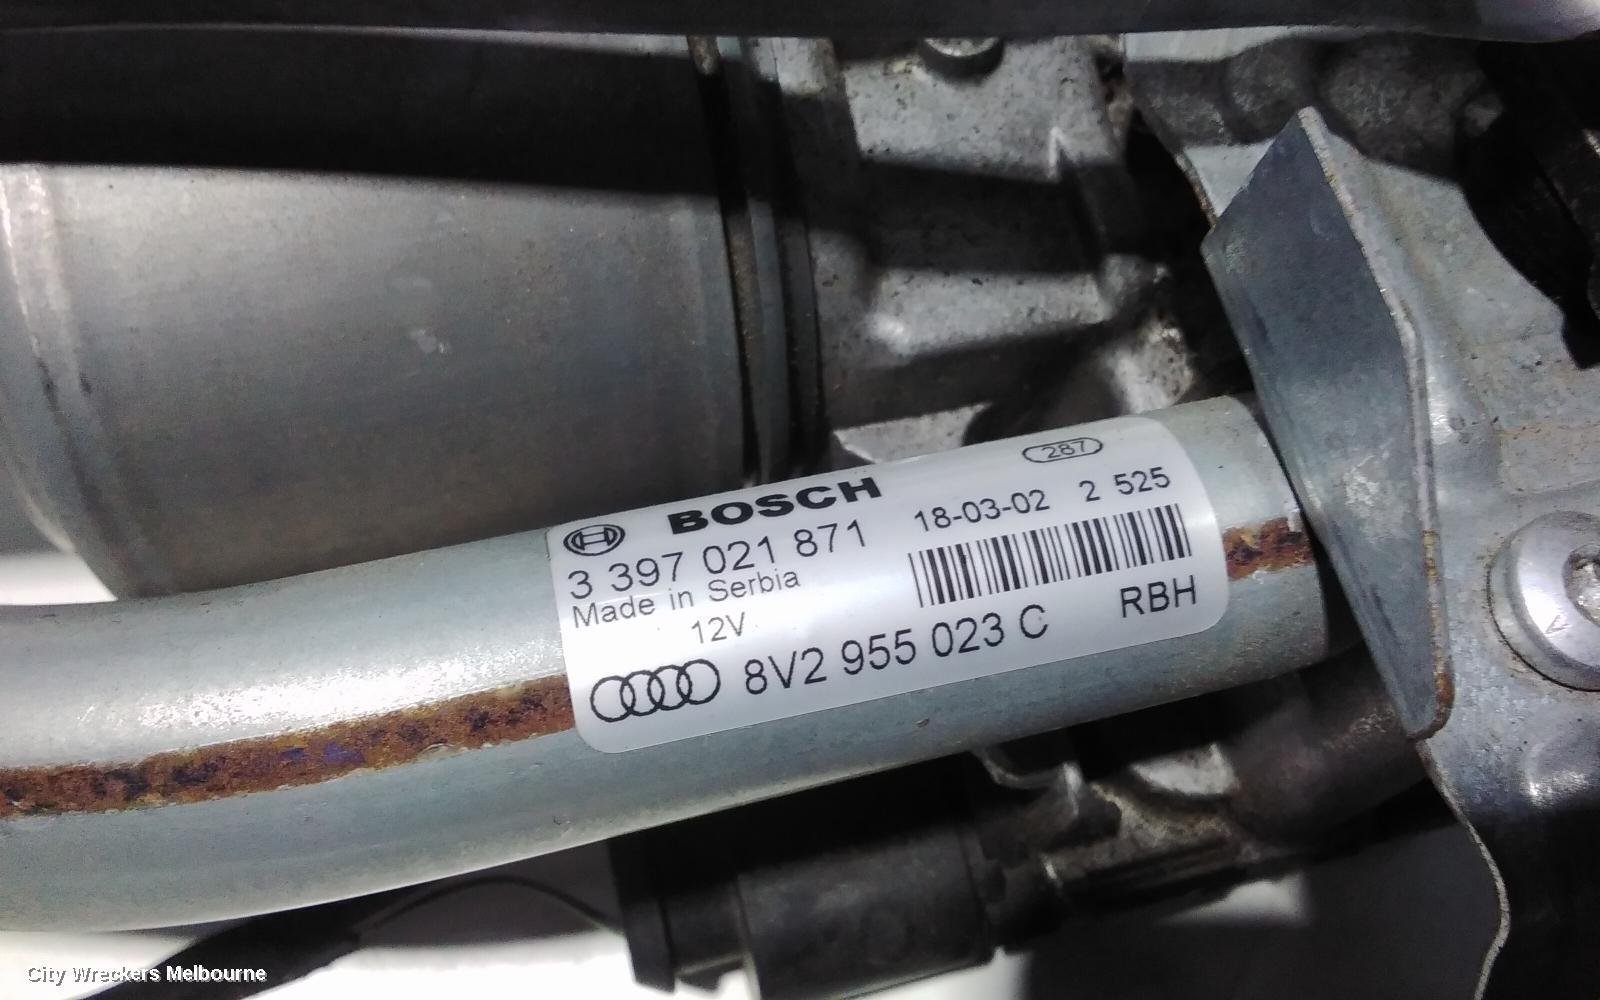 287
BOSCH
18-03-02 2 525
3 397 021 871
Made in Serbia
12V
RBH
8V2 955 023 C
City Wreckers Melbourne